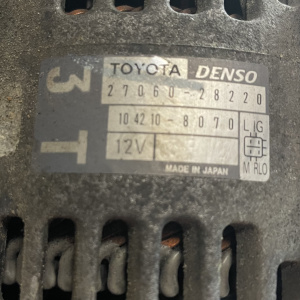 3 T
TOYOTA DENSO
27060-28220
104210-8070
12V
L IG
M RLO
MADE IN JAPAN